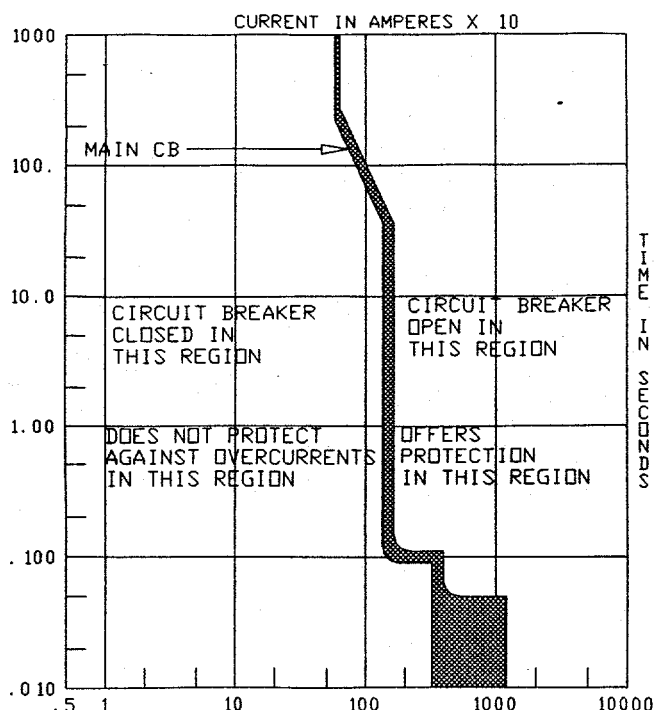 CURRENT IN AMPERES X 10
1000
MAIN CB
100.
TIME IN SECONDS
10.0
CIRCUIT BREAKER
CLOSED IN
THIS REGION
CIRCUIT BREAKER
OPEN IN
THIS REGION
1.00
DOES NOT PROTECT
AGAINST OVERCURRENTS
IN THIS REGION
OFFERS
PROTECTION
IN THIS REGION
.100
.010
.5 1 10 100 1000 10000